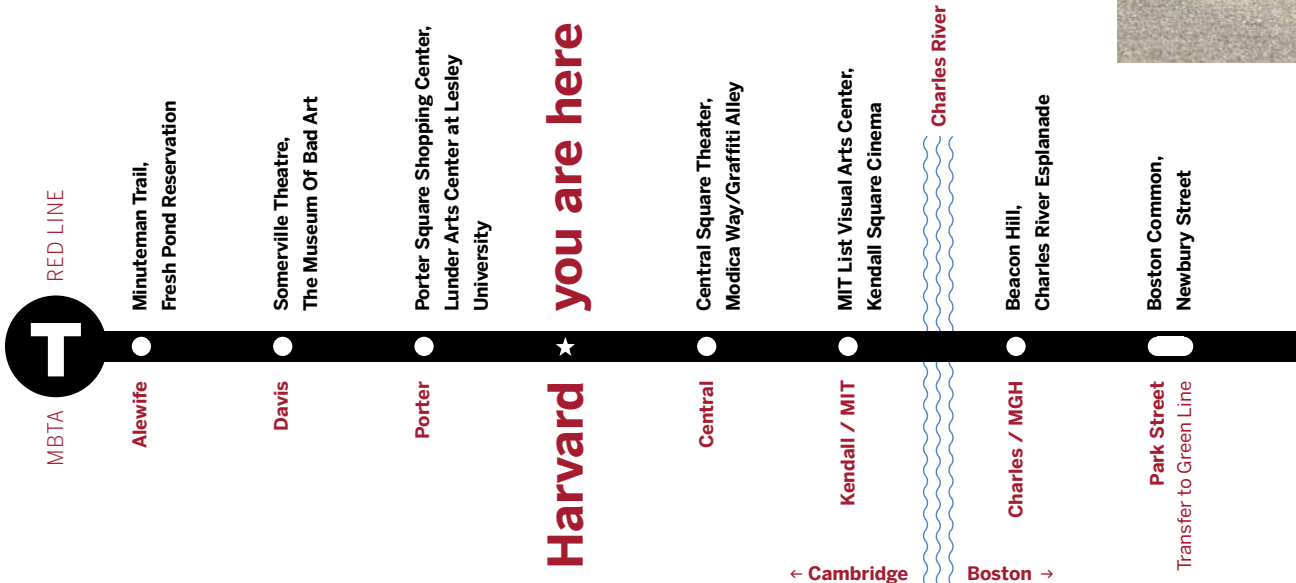 MBTA
T
RED LINE
Alewife
Minuteman Trail,
Fresh Pond Reservation
Davis
Somerville Theatre,
The Museum Of Bad Art
Porter
Porter Square Shopping Center,
Lunder Arts Center at Lesley
University
Harvard
you are here
Central
Central Square Theater,
Modica Way/Graffiti Alley
Kendall / MIT
MIT List Visual Arts Center,
Kendall Square Cinema
Charles River
← Cambridge
Boston →
Charles / MGH
Beacon Hill,
Charles River Esplanade
Park Street
Transfer to Green Line
Boston Common,
Newbury Street